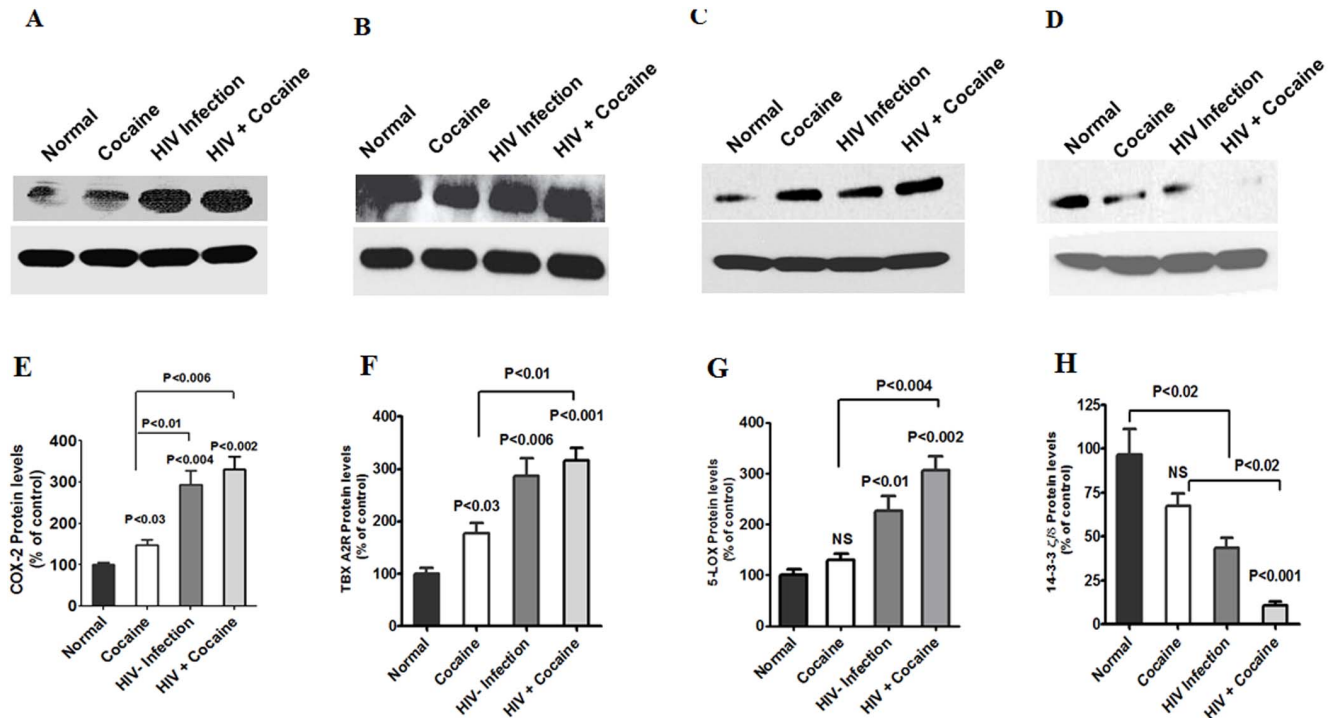 A
Normal
Cocaine
HIV Infection
HIV + Cocaine
B
Normal
Cocaine
HIV Infection
HIV + Cocaine
C
Normal
Cocaine
HIV Infection
HIV + Cocaine
D
Normal
Cocaine
HIV Infection
HIV + Cocaine
E
P<0.006
P<0.01
P<0.004
P<0.002
P<0.03
COX-2 Protein levels
(% of control)
400
300
200
100
0
Normal
Cocaine
HIV- Infection
HIV + Cocaine
F
P<0.01
P<0.001
P<0.006
P<0.03
TBX A2R Protein levels
(% of control)
400
300
200
100
0
Normal
Cocaine
HIV- Infection
HIV + Cocaine
G
P<0.004
P<0.002
P<0.01
NS
5-LOX Protein levels
(% of control)
400
300
200
100
0
Normal
Cocaine
HIV- Infection
HIV + Cocaine
H
P<0.02
P<0.02
NS
P<0.001
14-3-3 ζ/δ Protein levels
(% of control)
125
100
75
50
25
0
Normal
Cocaine
HIV Infection
HIV + Cocaine